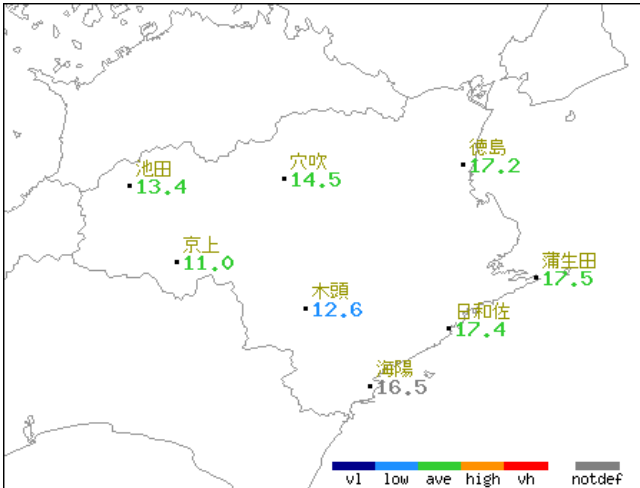 徳島
17.2
穴吹
14.5
池田
13.4
京上
11.0
蒲生田
17.5
木頭
12.6
日和佐
17.4
海陽
16.5
vl low ave high vh notdef